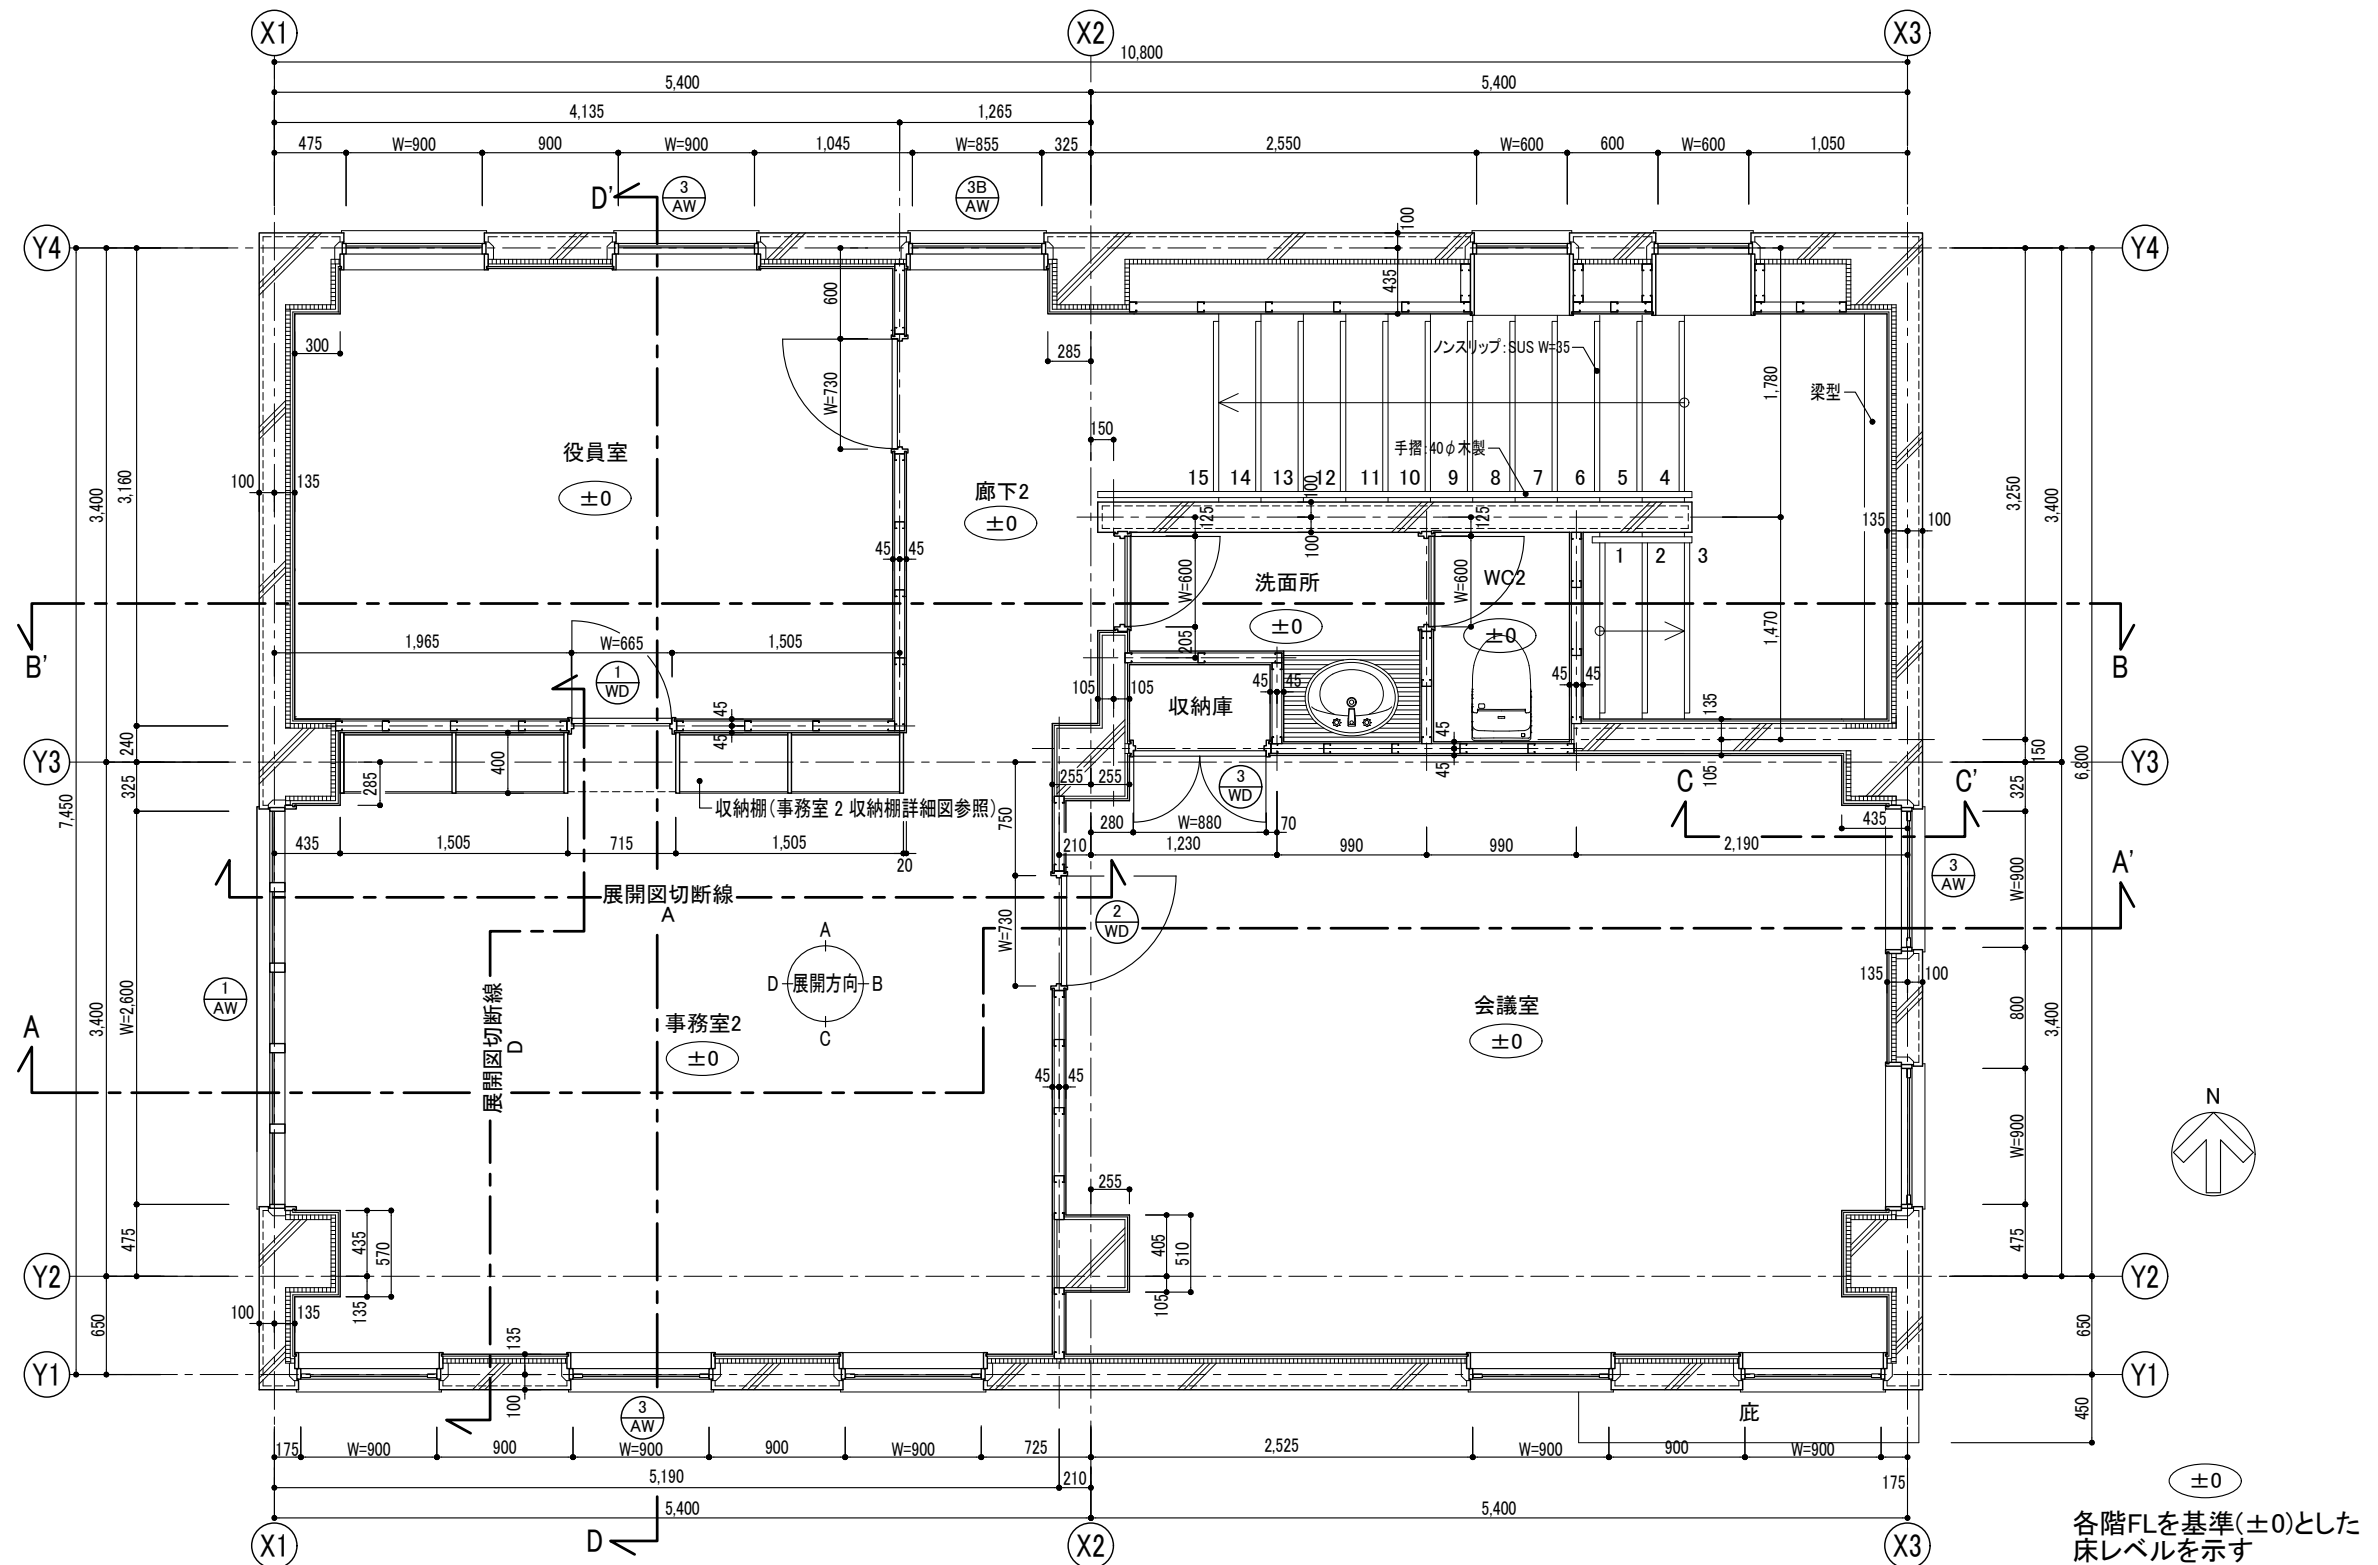 X1 X2 X3
10,800
5,400 5,400
4,135 1,265
475 W=900 900 W=900 1,045 W=855 325 2,550 W=600 600 W=600 1,050
D' 3 AW 3B AW
100
Y4 Y4
600 435
ノンスリップ:SUS W=35
300 285 W=730 1,780 梁型
150
手摺:40φ木製
役員室
±0
廊下2
±0
15 14 13 12 11 10 9 8 7 6 5 4
100 135
3,160 3,400
3,250 3,400
100
125 125
135 100
100
45 45
1 2 3
W=600 洗面所 W=600 WC2
±0 ±0
B' B
1,965 W=665 1,505
205 1,470
1 WD
105 105 収納庫 45 45 45 45
45 45 135
240
45 45 105
150
Y3 Y3
7,450 325 285 400
255 255
3 WD
C C'
325 6,800
収納棚(事務室 2 収納棚詳細図参照)
750
280 W=880 70
435
435 1,505 715 1,505 20
210 1,230 990 990 2,190
3 AW
A'
展開図切断線
A
2 WD
W=730
W=900
A
D 展開方向 B
C
1 AW
W=2,600 3,400
展開図切断線
D
事務室2
±0
会議室
±0
135 100
800 3,400
A
45 45
N
W=900
255
475 435 570 405 510 475
Y2 Y2
100 135 135 105
650 650
135
Y1 Y1
100
3 AW
庇
450
175 W=900 900 W=900 900 W=900 725 2,525 W=900 900 W=900
5,190 210 175
5,400 5,400
D
X1 X2 X3
±0
各階FLを基準(±0)とした
床レベルを示す